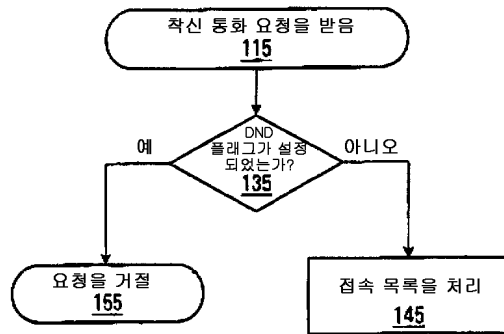 착신 통화 요청을 받음
115
DND
플래그가 설정
되었는가?
135
예
아니오
요청을 거절
155
접속 목록을 처리
145